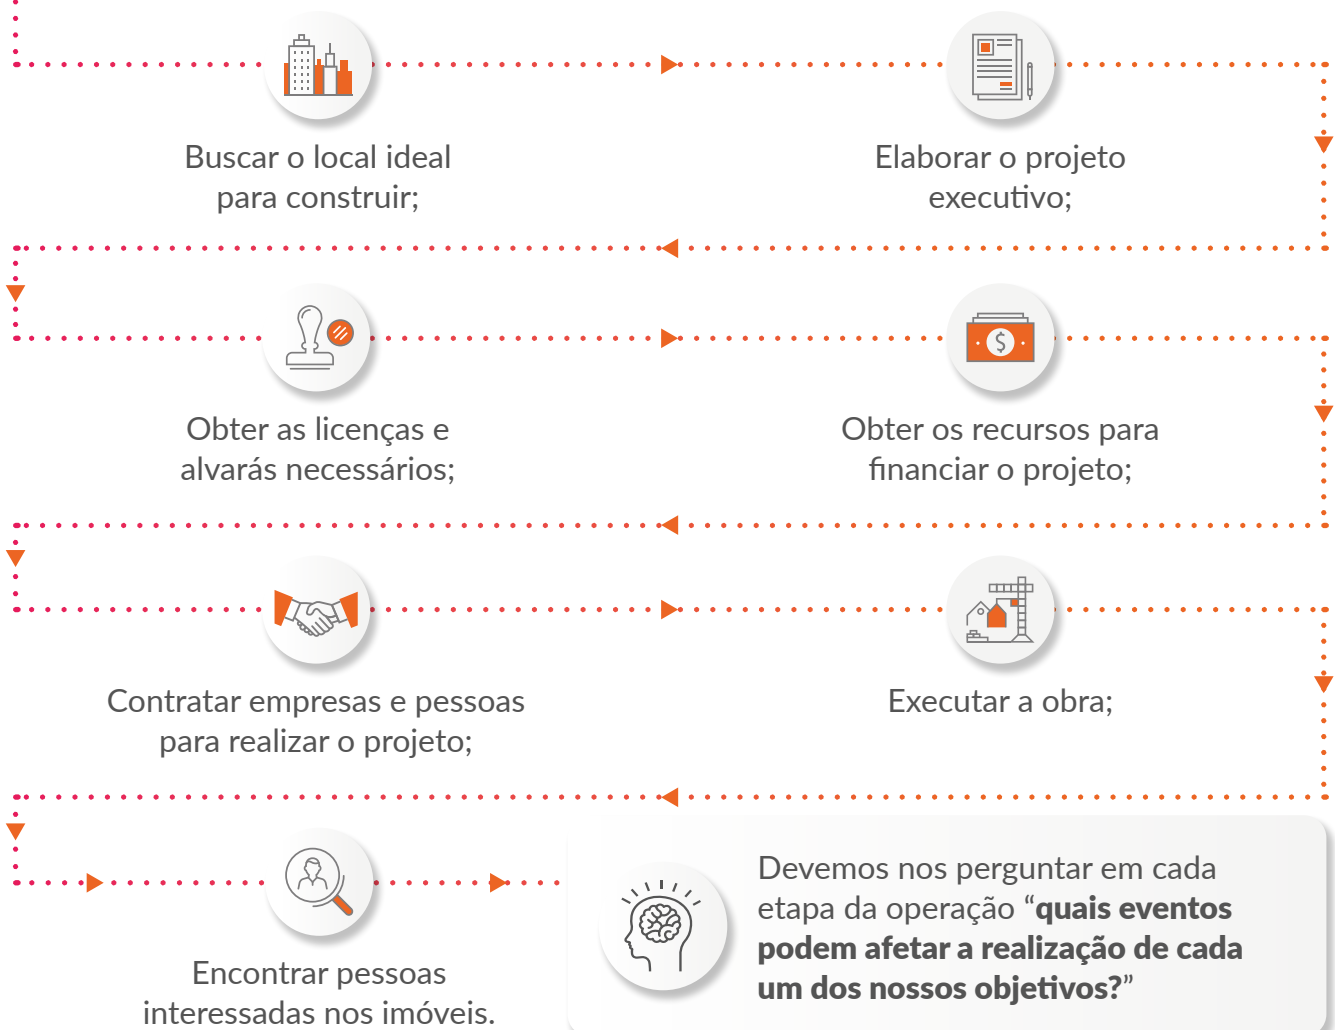 Buscar o local ideal
para construir;
Elaborar o projeto
executivo;
Obter as licenças e
alvarás necessários;
Obter os recursos para
financiar o projeto;
Contratar empresas e pessoas
para realizar o projeto;
Executar a obra;
Encontrar pessoas
interessadas nos imóveis.
Devemos nos perguntar em cada
etapa da operação “quais eventos
podem afetar a realização de cada
um dos nossos objetivos?”